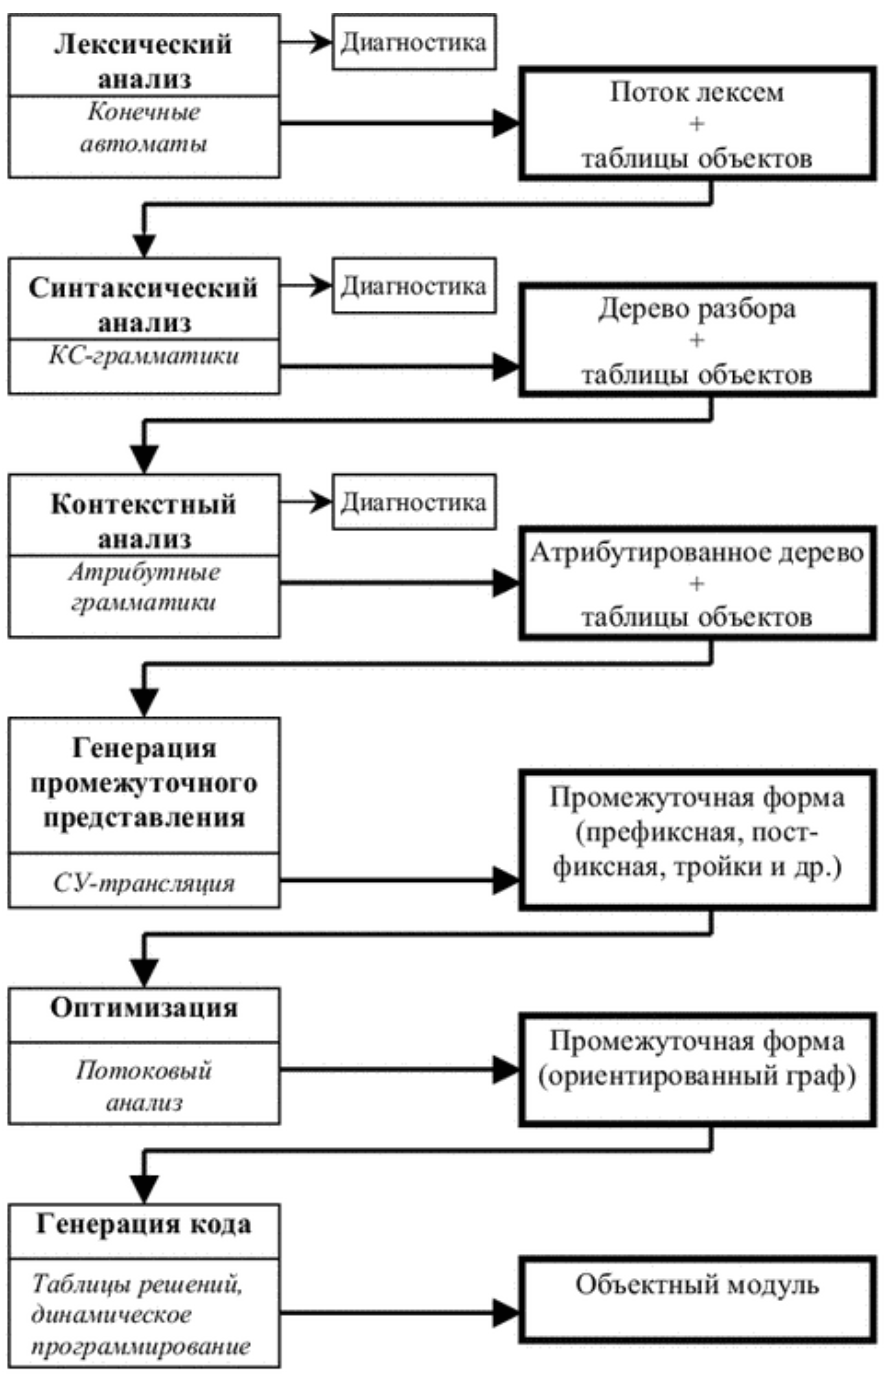 Лексический
анализ
Конечные
автоматы
Диагностика
Поток лексем
+
таблицы объектов
Синтаксический
анализ
КС-грамматики
Диагностика
Дерево разбора
+
таблицы объектов
Контекстный
анализ
Атрибутные
грамматики
Диагностика
Атрибутированное дерево
+
таблицы объектов
Генерация
промежуточного
представления
СУ-трансляция
Промежуточная форма
(префиксная, пост-
фиксная, тройки и др.)
Оптимизация
Потоковый
анализ
Промежуточная форма
(ориентированный граф)
Генерация кода
Таблицы решений,
динамическое
программирование
Объектный модуль